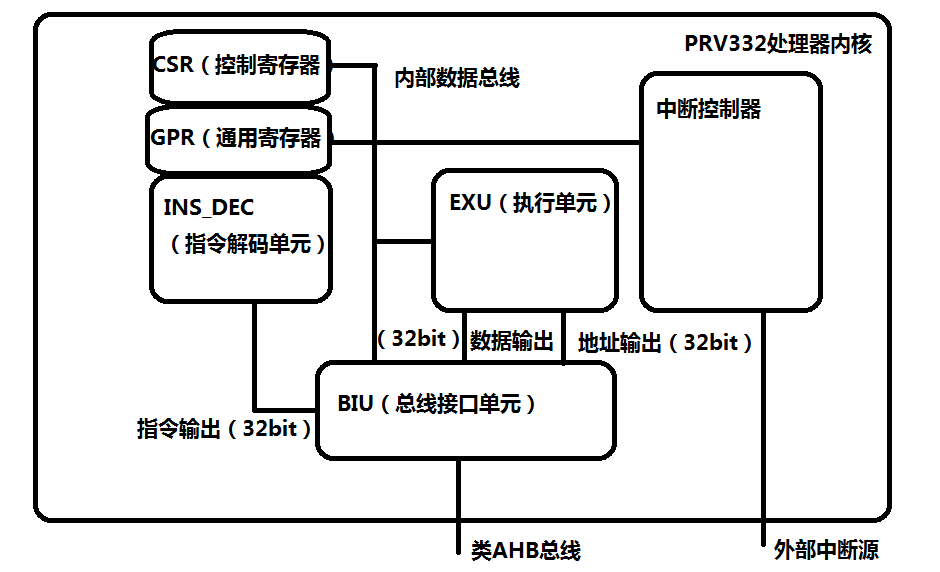 PRV332处理器内核
CSR（控制寄存器
内部数据总线
中断控制器
GPR（通用寄存器
INS_DEC
（指令解码单元）
EXU（执行单元）
（32bit）
数据输出
地址输出（32bit）
BIU（总线接口单元）
指令输出（32bit）
类AHB总线
外部中断源